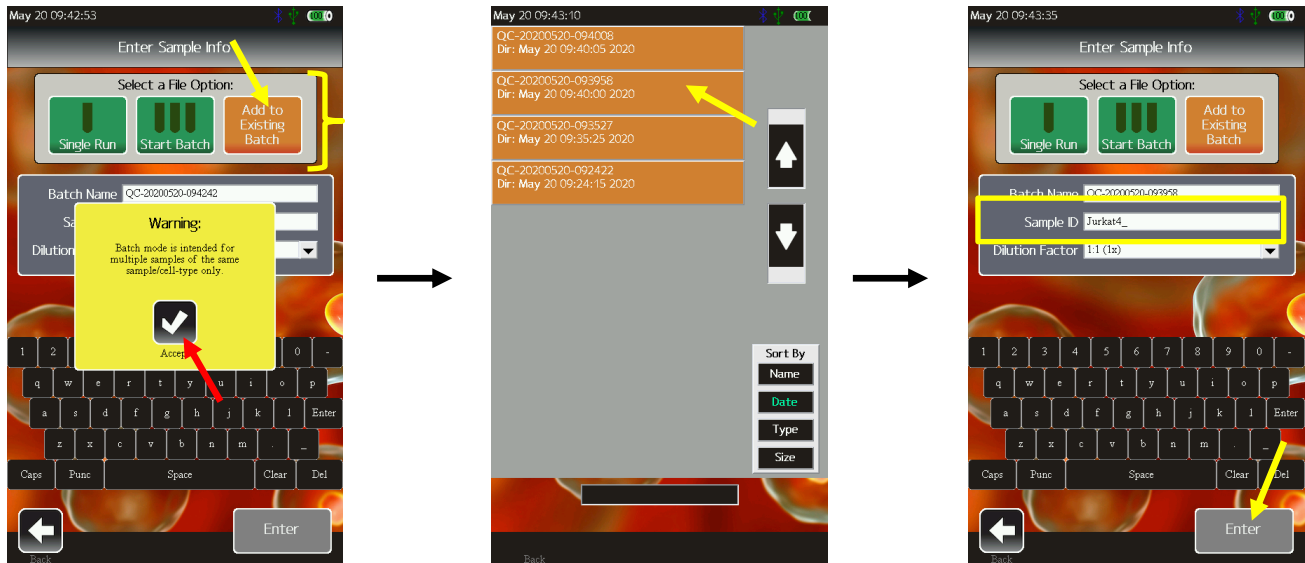 May 20 09:42:53
Enter Sample Info
Select a File Option:
Single Run
Start Batch
Add to
Existing
Batch
Batch Name QC-20200520-094242
Sa
Dilution
Warning:
Batch mode is intended for
multiple samples of the same
sample/cell-type only.
Accep
1 2 0 -
q w e r t y u i o p
a s d f g h j k l Enter
z x c v b n m . _
Caps Punc Space Clear Del
Enter
Back
May 20 09:43:10
QC-20200520-094008
Dir: May 20 09:40:05 2020
QC-20200520-093958
Dir: May 20 09:40:00 2020
QC-20200520-093527
Dir: May 20 09:35:25 2020
QC-20200520-092422
Dir: May 20 09:24:15 2020
Sort By
Name
Date
Type
Size
Back
May 20 09:43:35
Enter Sample Info
Select a File Option:
Single Run
Start Batch
Add to
Existing
Batch
Batch Name QC-20200520-093958
Sample ID Jurkat4_
Dilution Factor 1:1 (1x)
1 2 3 4 5 6 7 8 9 0 -
q w e r t y u i o p
a s d f g h j k l Enter
z x c v b n m . _
Caps Punc Space Clear Del
Enter
Back